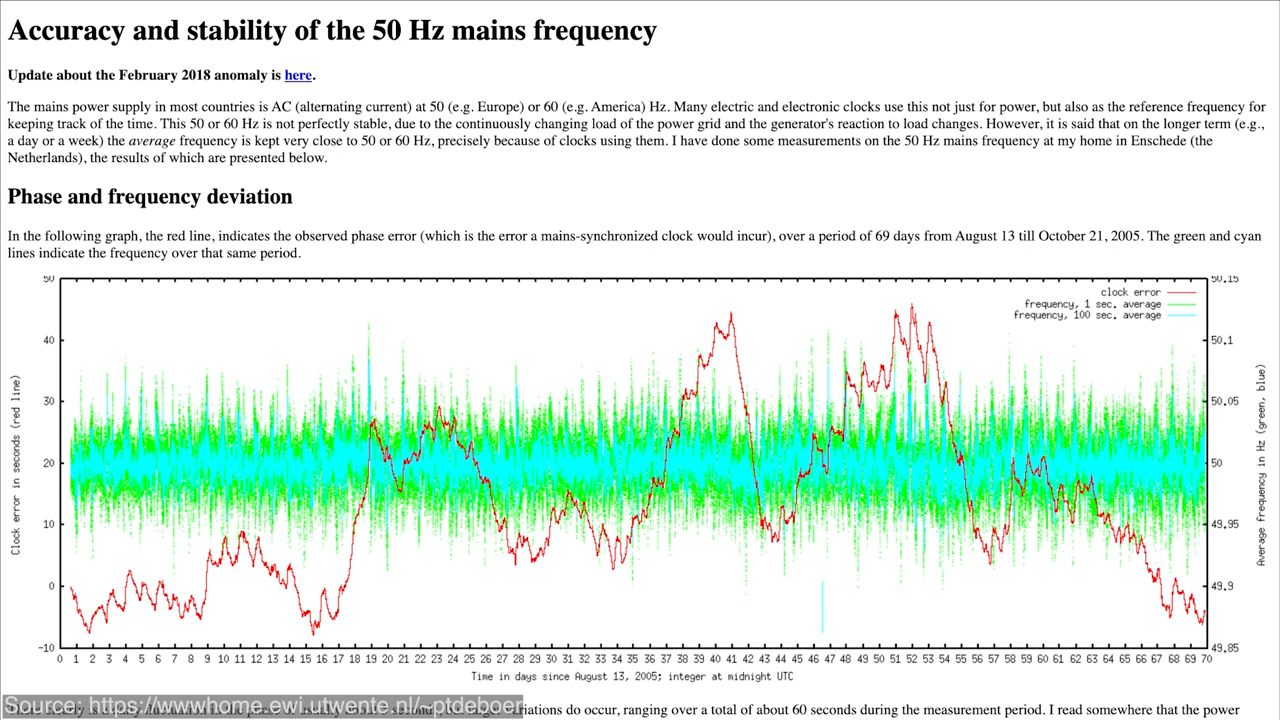 Accuracy and stability of the 50 Hz mains frequency
Update about the February 2018 anomaly is here.
The mains power supply in most countries is AC (alternating current) at 50 (e.g. Europe) or 60 (e.g. America) Hz. Many electric and electronic clocks use this not just for power, but also as the reference frequency for
keeping track of the time. This 50 or 60 Hz is not perfectly stable, due to the continuously changing load of the power grid and the generator's reaction to load changes. However, it is said that on the longer term (e.g.,
a day or a week) the average frequency is kept very close to 50 or 60 Hz, precisely because of clocks using them. I have done some measurements on the 50 Hz mains frequency at my home in Enschede (the
Netherlands), the results of which are presented below.
Phase and frequency deviation
In the following graph, the red line, indicates the observed phase error (which is the error a mains-synchronized clock would incur), over a period of 69 days from August 13 till October 21, 2005. The green and cyan
lines indicate the frequency over that same period.
50 50.15
clock error
frequency, 1 sec. average
frequency, 100 sec. average
40 50.1
30 50.05
20 50
10 49.95
0 49.9
-10 49.85
Clock error in seconds (red line)
Average frequency in Hz (green, blue)
0 1 2 3 4 5 6 7 8 9 10 11 12 13 14 15 16 17 18 19 20 21 22 23 24 25 26 27 28 29 30 31 32 33 34 35 36 37 38 39 40 41 42 43 44 45 46 47 48 49 50 51 52 53 54 55 56 57 58 59 60 61 62 63 64 65 66 67 68 69 70
Time in days since August 13, 2005; integer at midnight UTC
Source: https://wwwhome.ewi.utwente.nl/~ptdeboer
variations do occur, ranging over a total of about 60 seconds during the measurement period. I read somewhere that the power